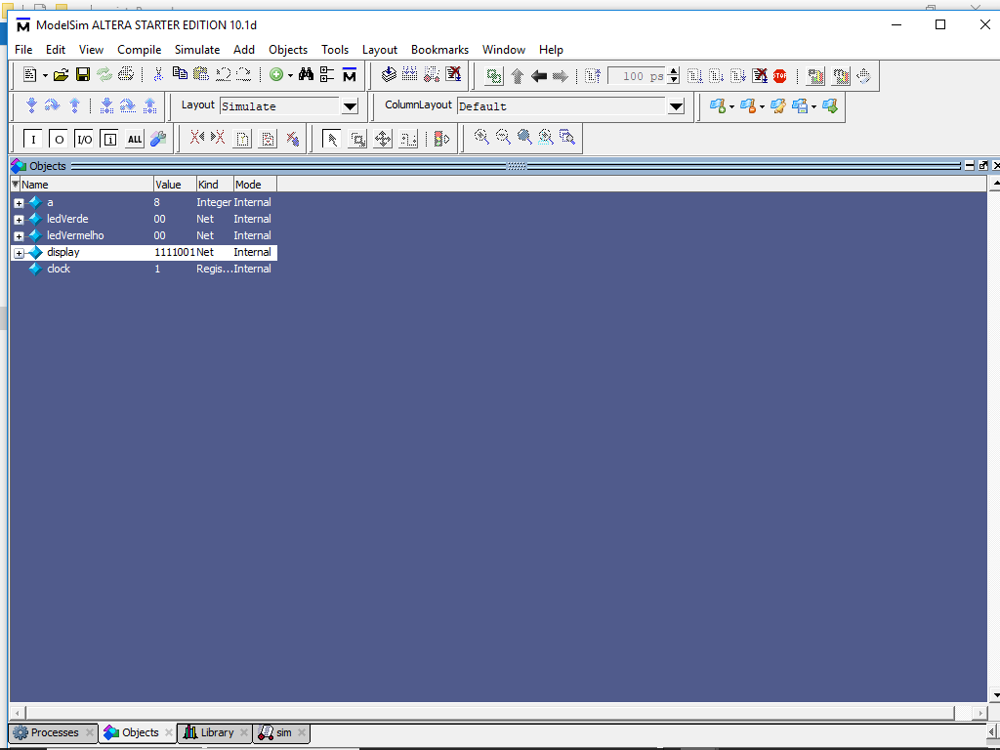 ModelSim ALTERA STARTER EDITION 10.1d
File Edit View Compile Simulate Add Objects Tools Layout Bookmarks Window Help
100 ps STOP
Layout Simulate ColumnLayout Default
I O I/O i ALL
Objects
Name Value Kind Mode
a 8 Integer Internal
ledVerde 00 Net Internal
ledVermelho 00 Net Internal
display 1111001 Net Internal
clock 1 Regis... Internal
Processes Objects Library sim